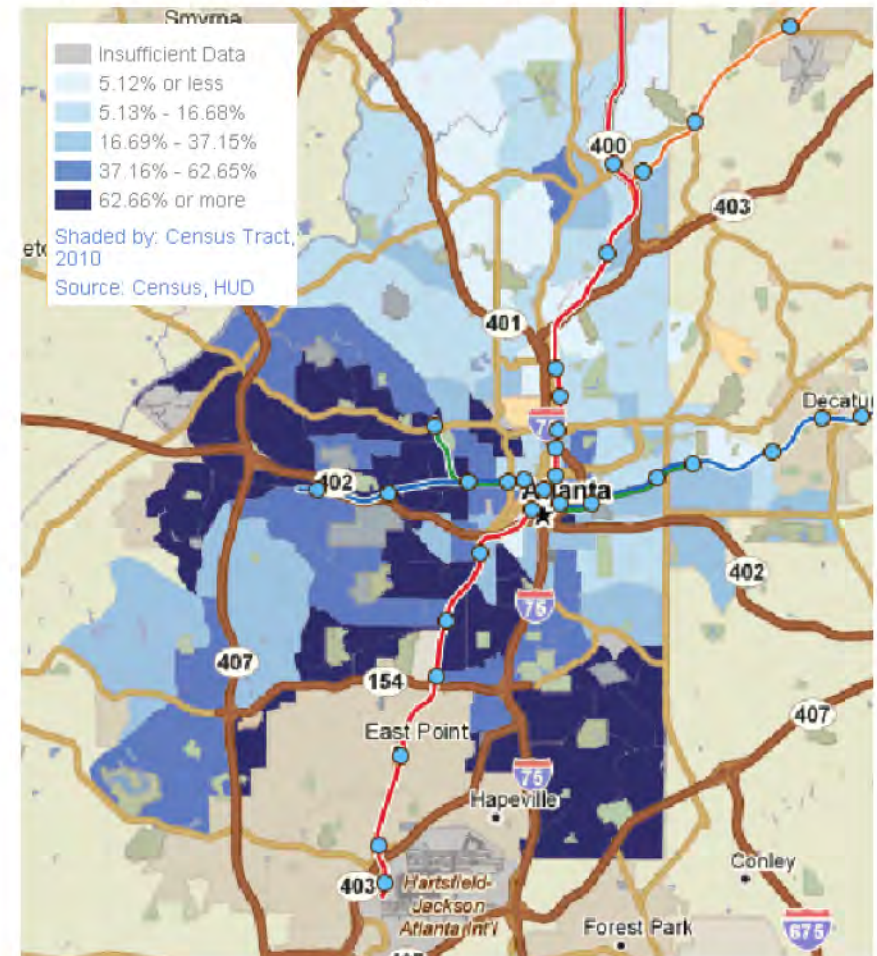 Smyrna
Insufficient Data
5.12% or less
5.13% - 16.68%
16.69% - 37.15%
37.16% - 62.65%
62.66% or more
Shaded by: Census Tract,
2010
Source: Census, HUD
400
403
401
Decatu
402
Atlanta
402
75
407
154
407
East Point
75
Hapeville
Conley
403
Hartsfield-
Jackson
Atlanta Int'l
Forest Park
675